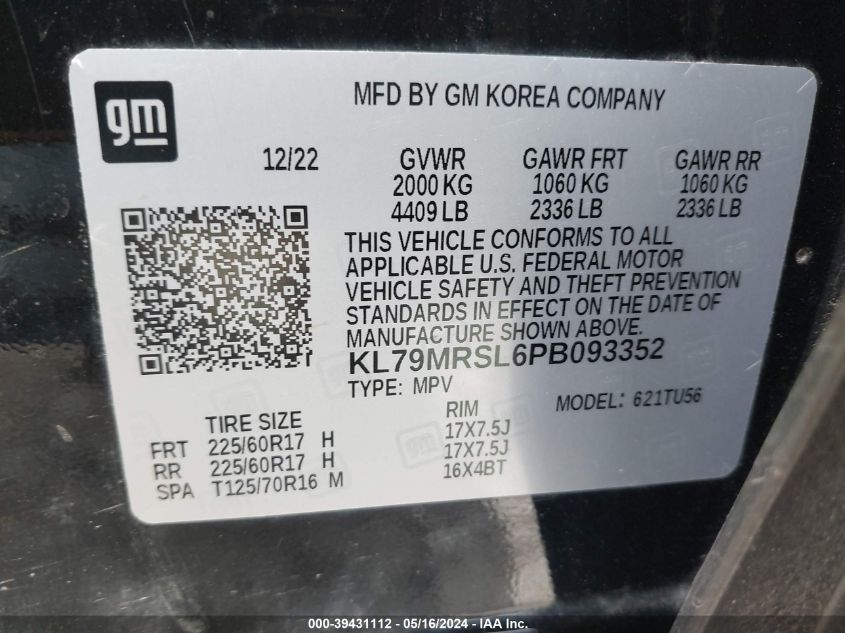 gm
MFD BY GM KOREA COMPANY
12/22 GVWR GAWR FRT GAWR RR
2000 KG 1060 KG 1060 KG
4409 LB 2336 LB 2336 LB
THIS VEHICLE CONFORMS TO ALL
APPLICABLE U.S. FEDERAL MOTOR
VEHICLE SAFETY AND THEFT PREVENTION
STANDARDS IN EFFECT ON THE DATE OF
MANUFACTURE SHOWN ABOVE.
KL79MRSL6PB093352
TYPE: MPV MODEL: 621TU56
TIRE SIZE RIM
FRT 225/60R17 H 17X7.5J
RR 225/60R17 H 17X7.5J
SPA T125/70R16 M 16X4BT
000-39431112 - 05/16/2024 - IAA Inc.